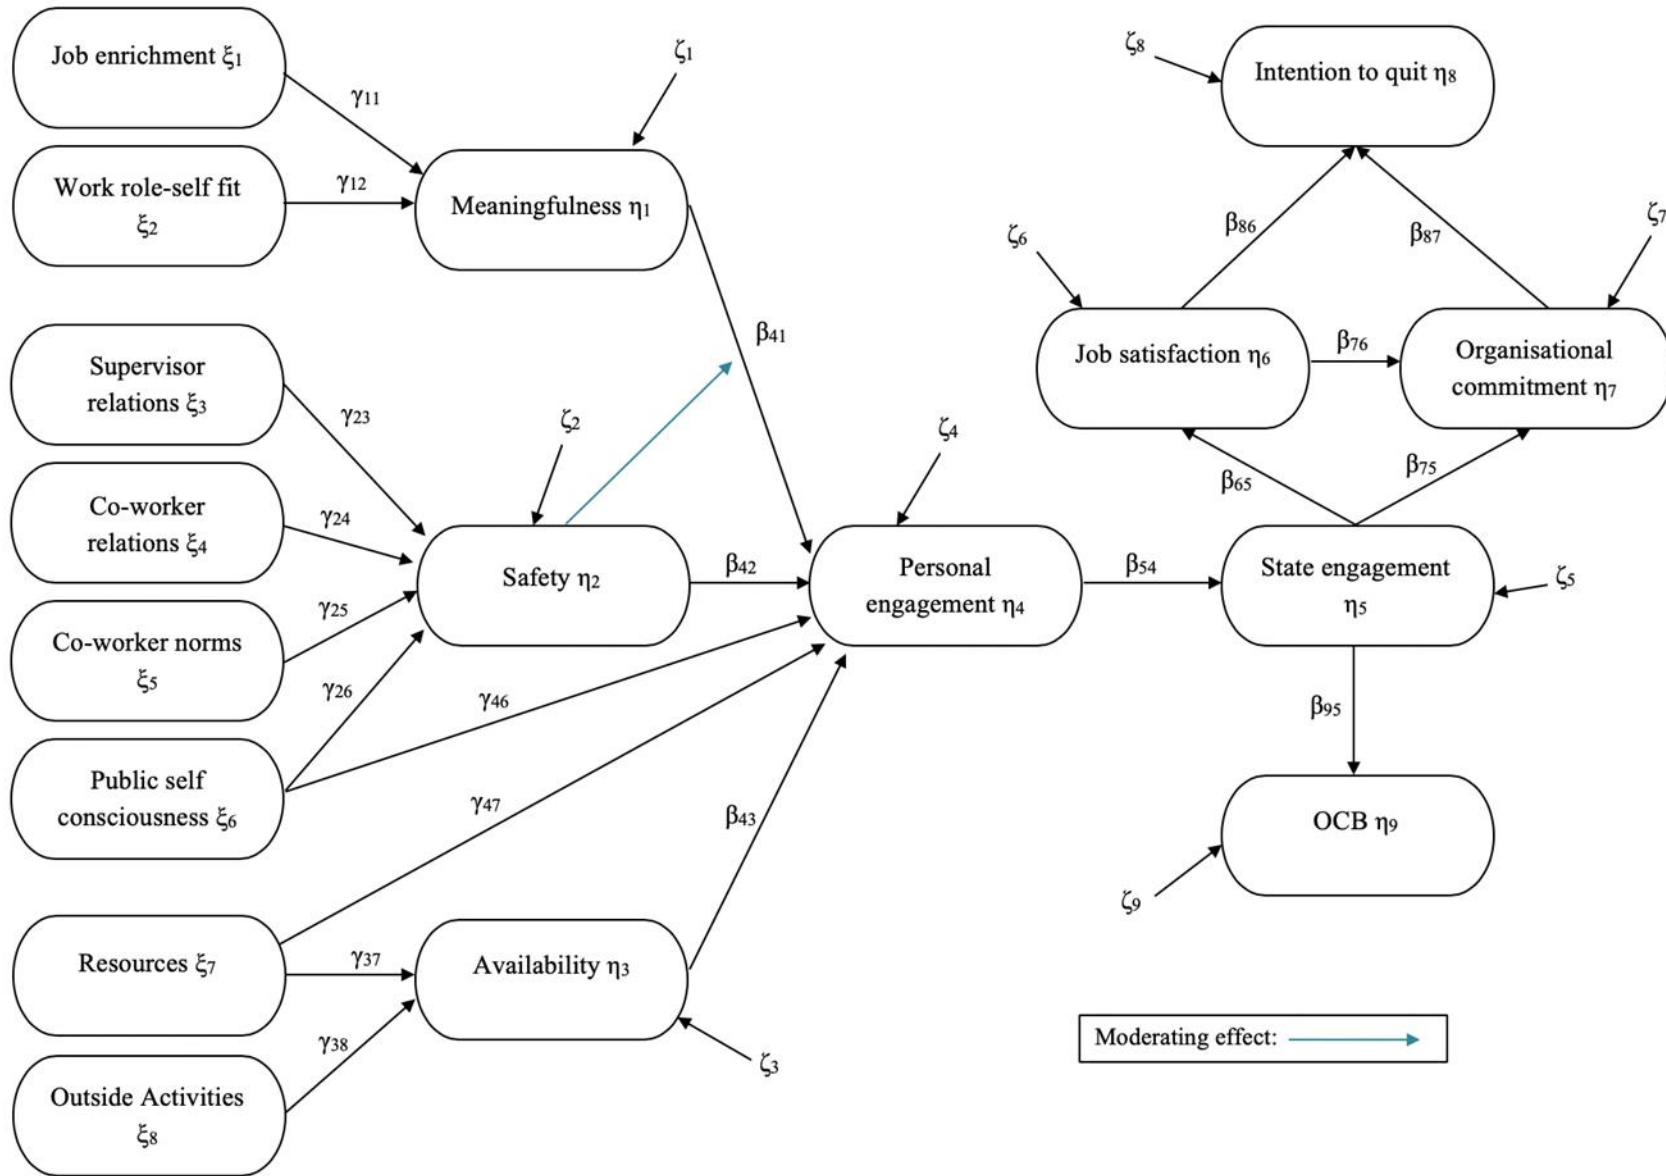 Job enrichment ξ1
γ11
ζ1
Work role-self fit
ξ2
γ12
Meaningfulness η1
Supervisor
relations ξ3
γ23
Co-worker
relations ξ4
γ24
Co-worker norms
ξ5
γ25
Public self
consciousness ξ6
γ26
ζ2
Safety η2
β41
β42
γ46
γ47
β43
Resources ξ7
γ37
Outside Activities
ξ8
γ38
Availability η3
ζ3
ζ4
Personal
engagement η4
β54
State engagement
η5
ζ5
β65
β75
ζ6
Job satisfaction η6
β76
Organisational
commitment η7
ζ7
β86
β87
ζ8
Intention to quit η8
β95
OCB η9
ζ9
Moderating effect: